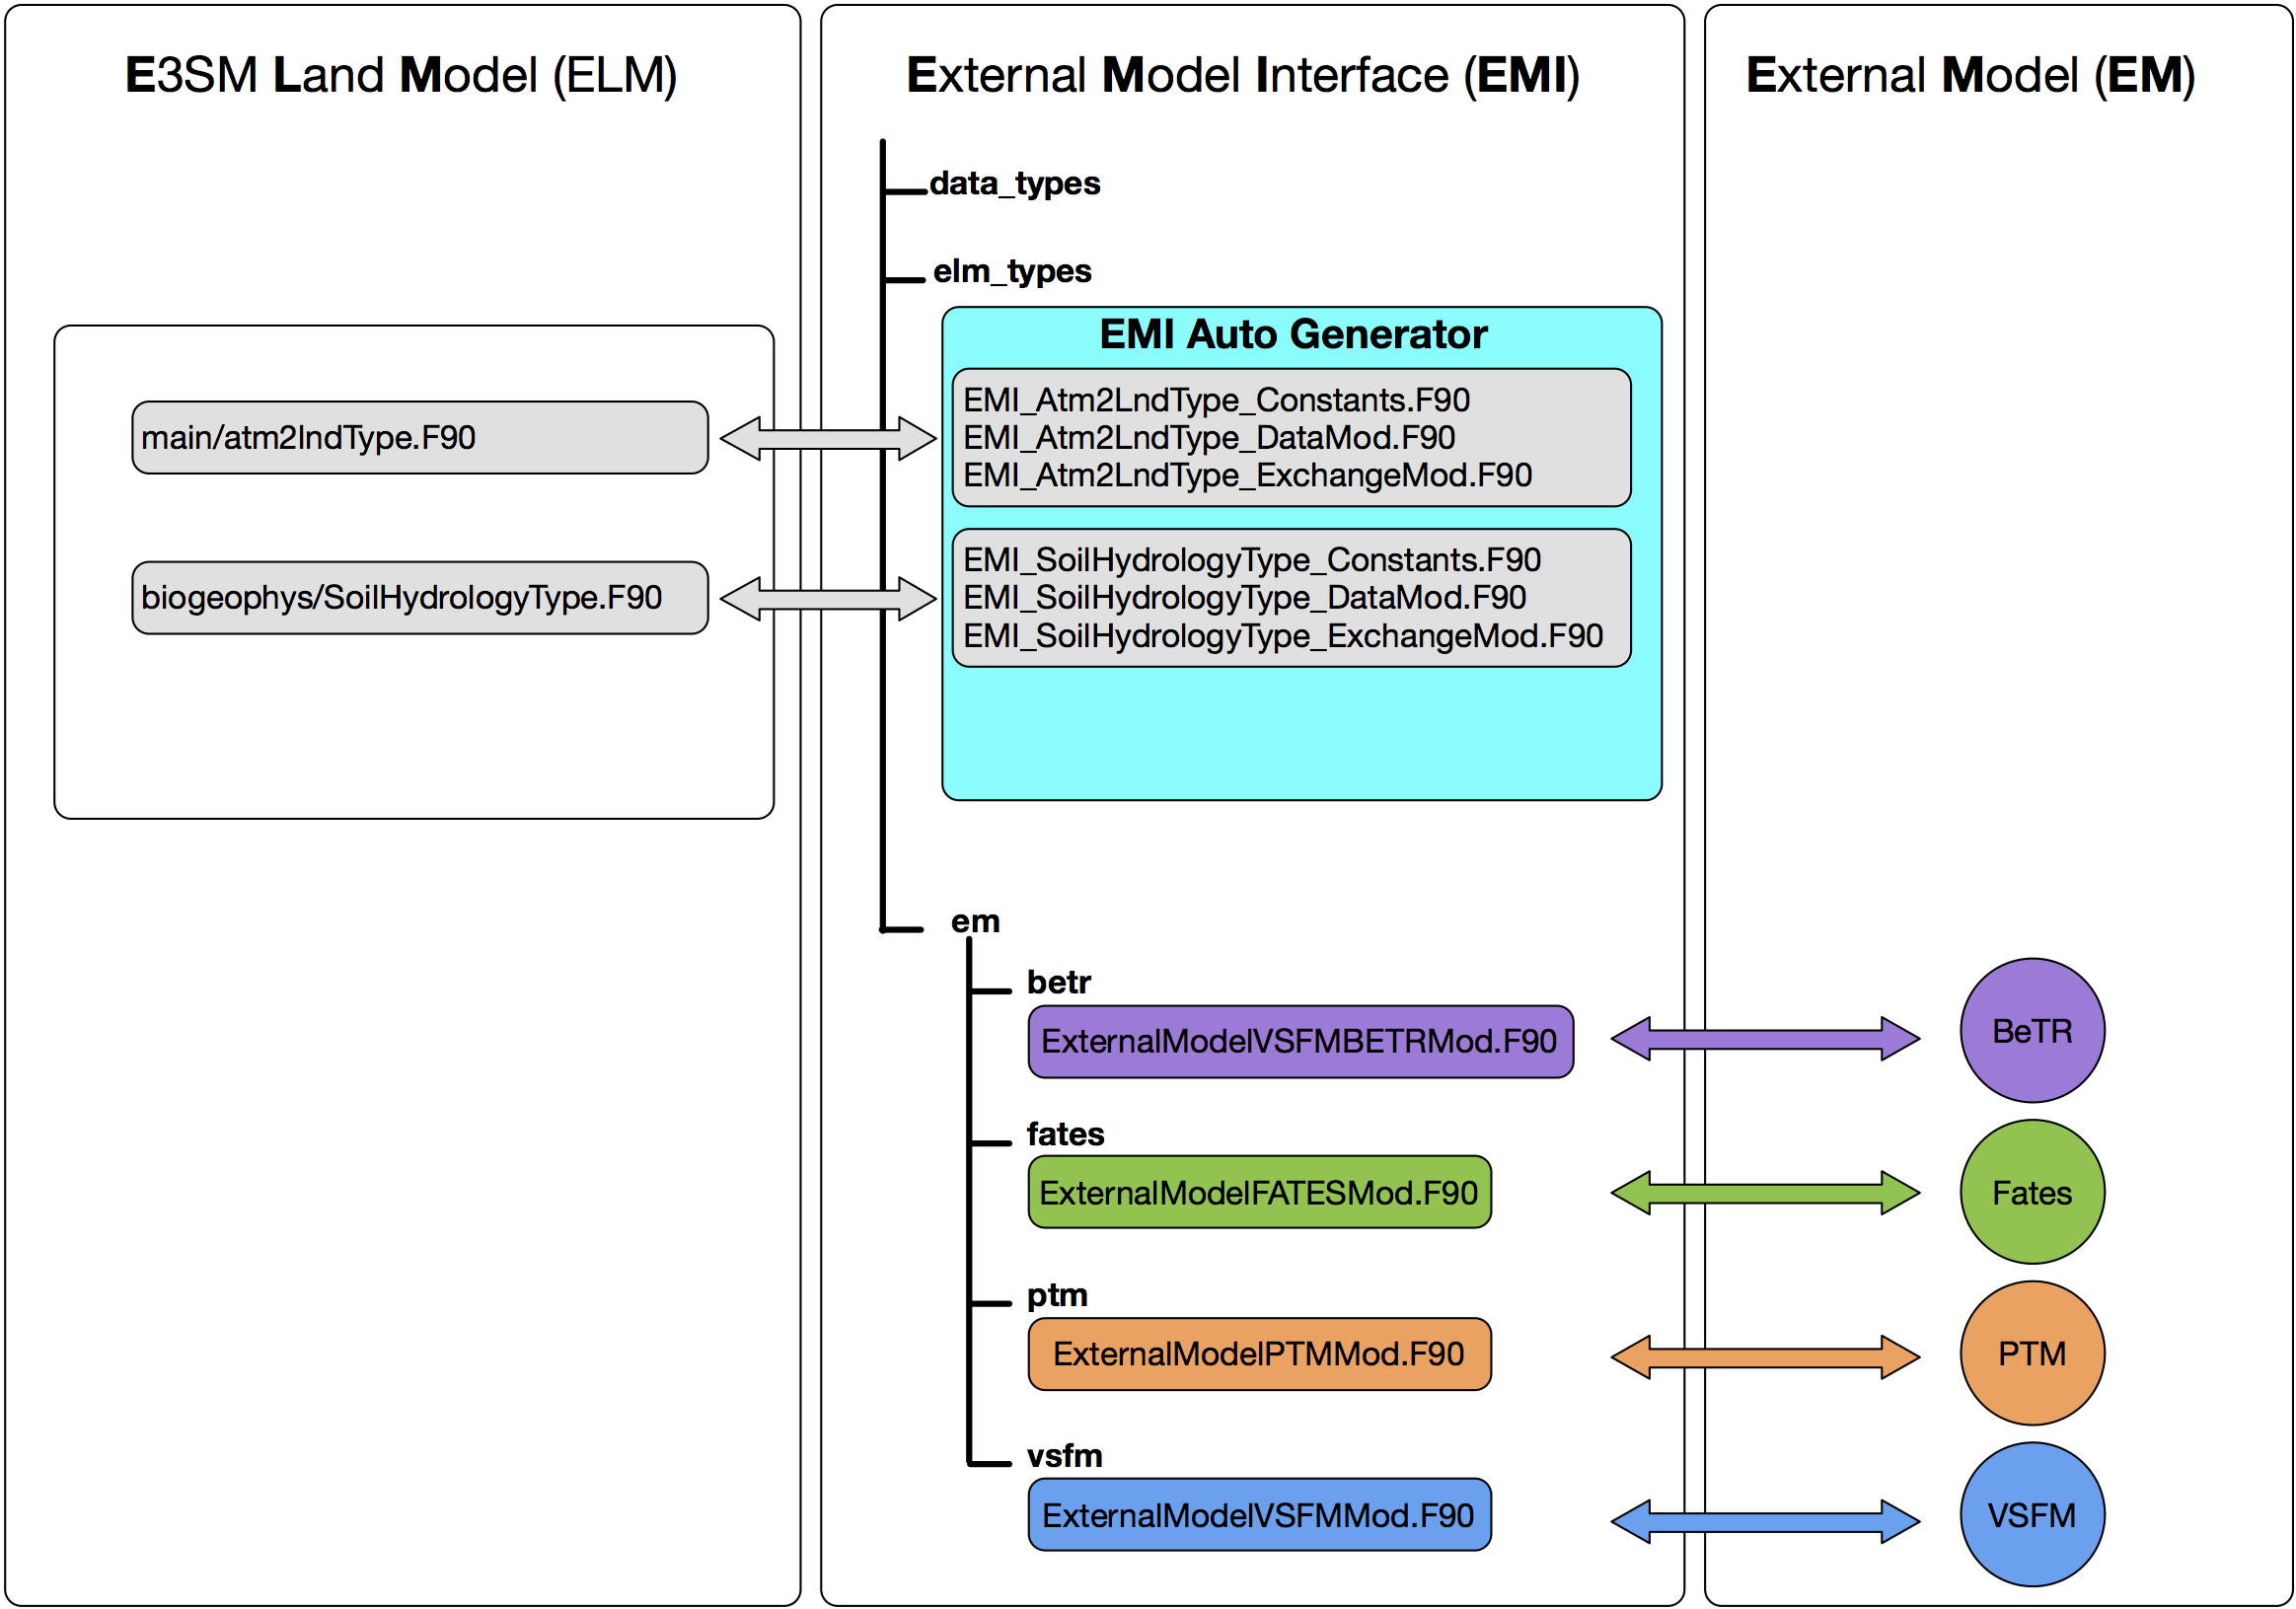 E3SM Land Model (ELM)
main/atm2lndType.F90
biogeophys/SoilHydrologyType.F90
External Model Interface (EMI)
data_types
elm_types
EMI Auto Generator
EMI_Atm2LndType_Constants.F90
EMI_Atm2LndType_DataMod.F90
EMI_Atm2LndType_ExchangeMod.F90
EMI_SoilHydrologyType_Constants.F90
EMI_SoilHydrologyType_DataMod.F90
EMI_SoilHydrologyType_ExchangeMod.F90
em
betr
ExternalModelVSFMBETRMod.F90
fates
ExternalModelFATESMod.F90
ptm
ExternalModelPTMMod.F90
vsfm
ExternalModelVSFMMod.F90
External Model (EM)
BeTR
Fates
PTM
VSFM